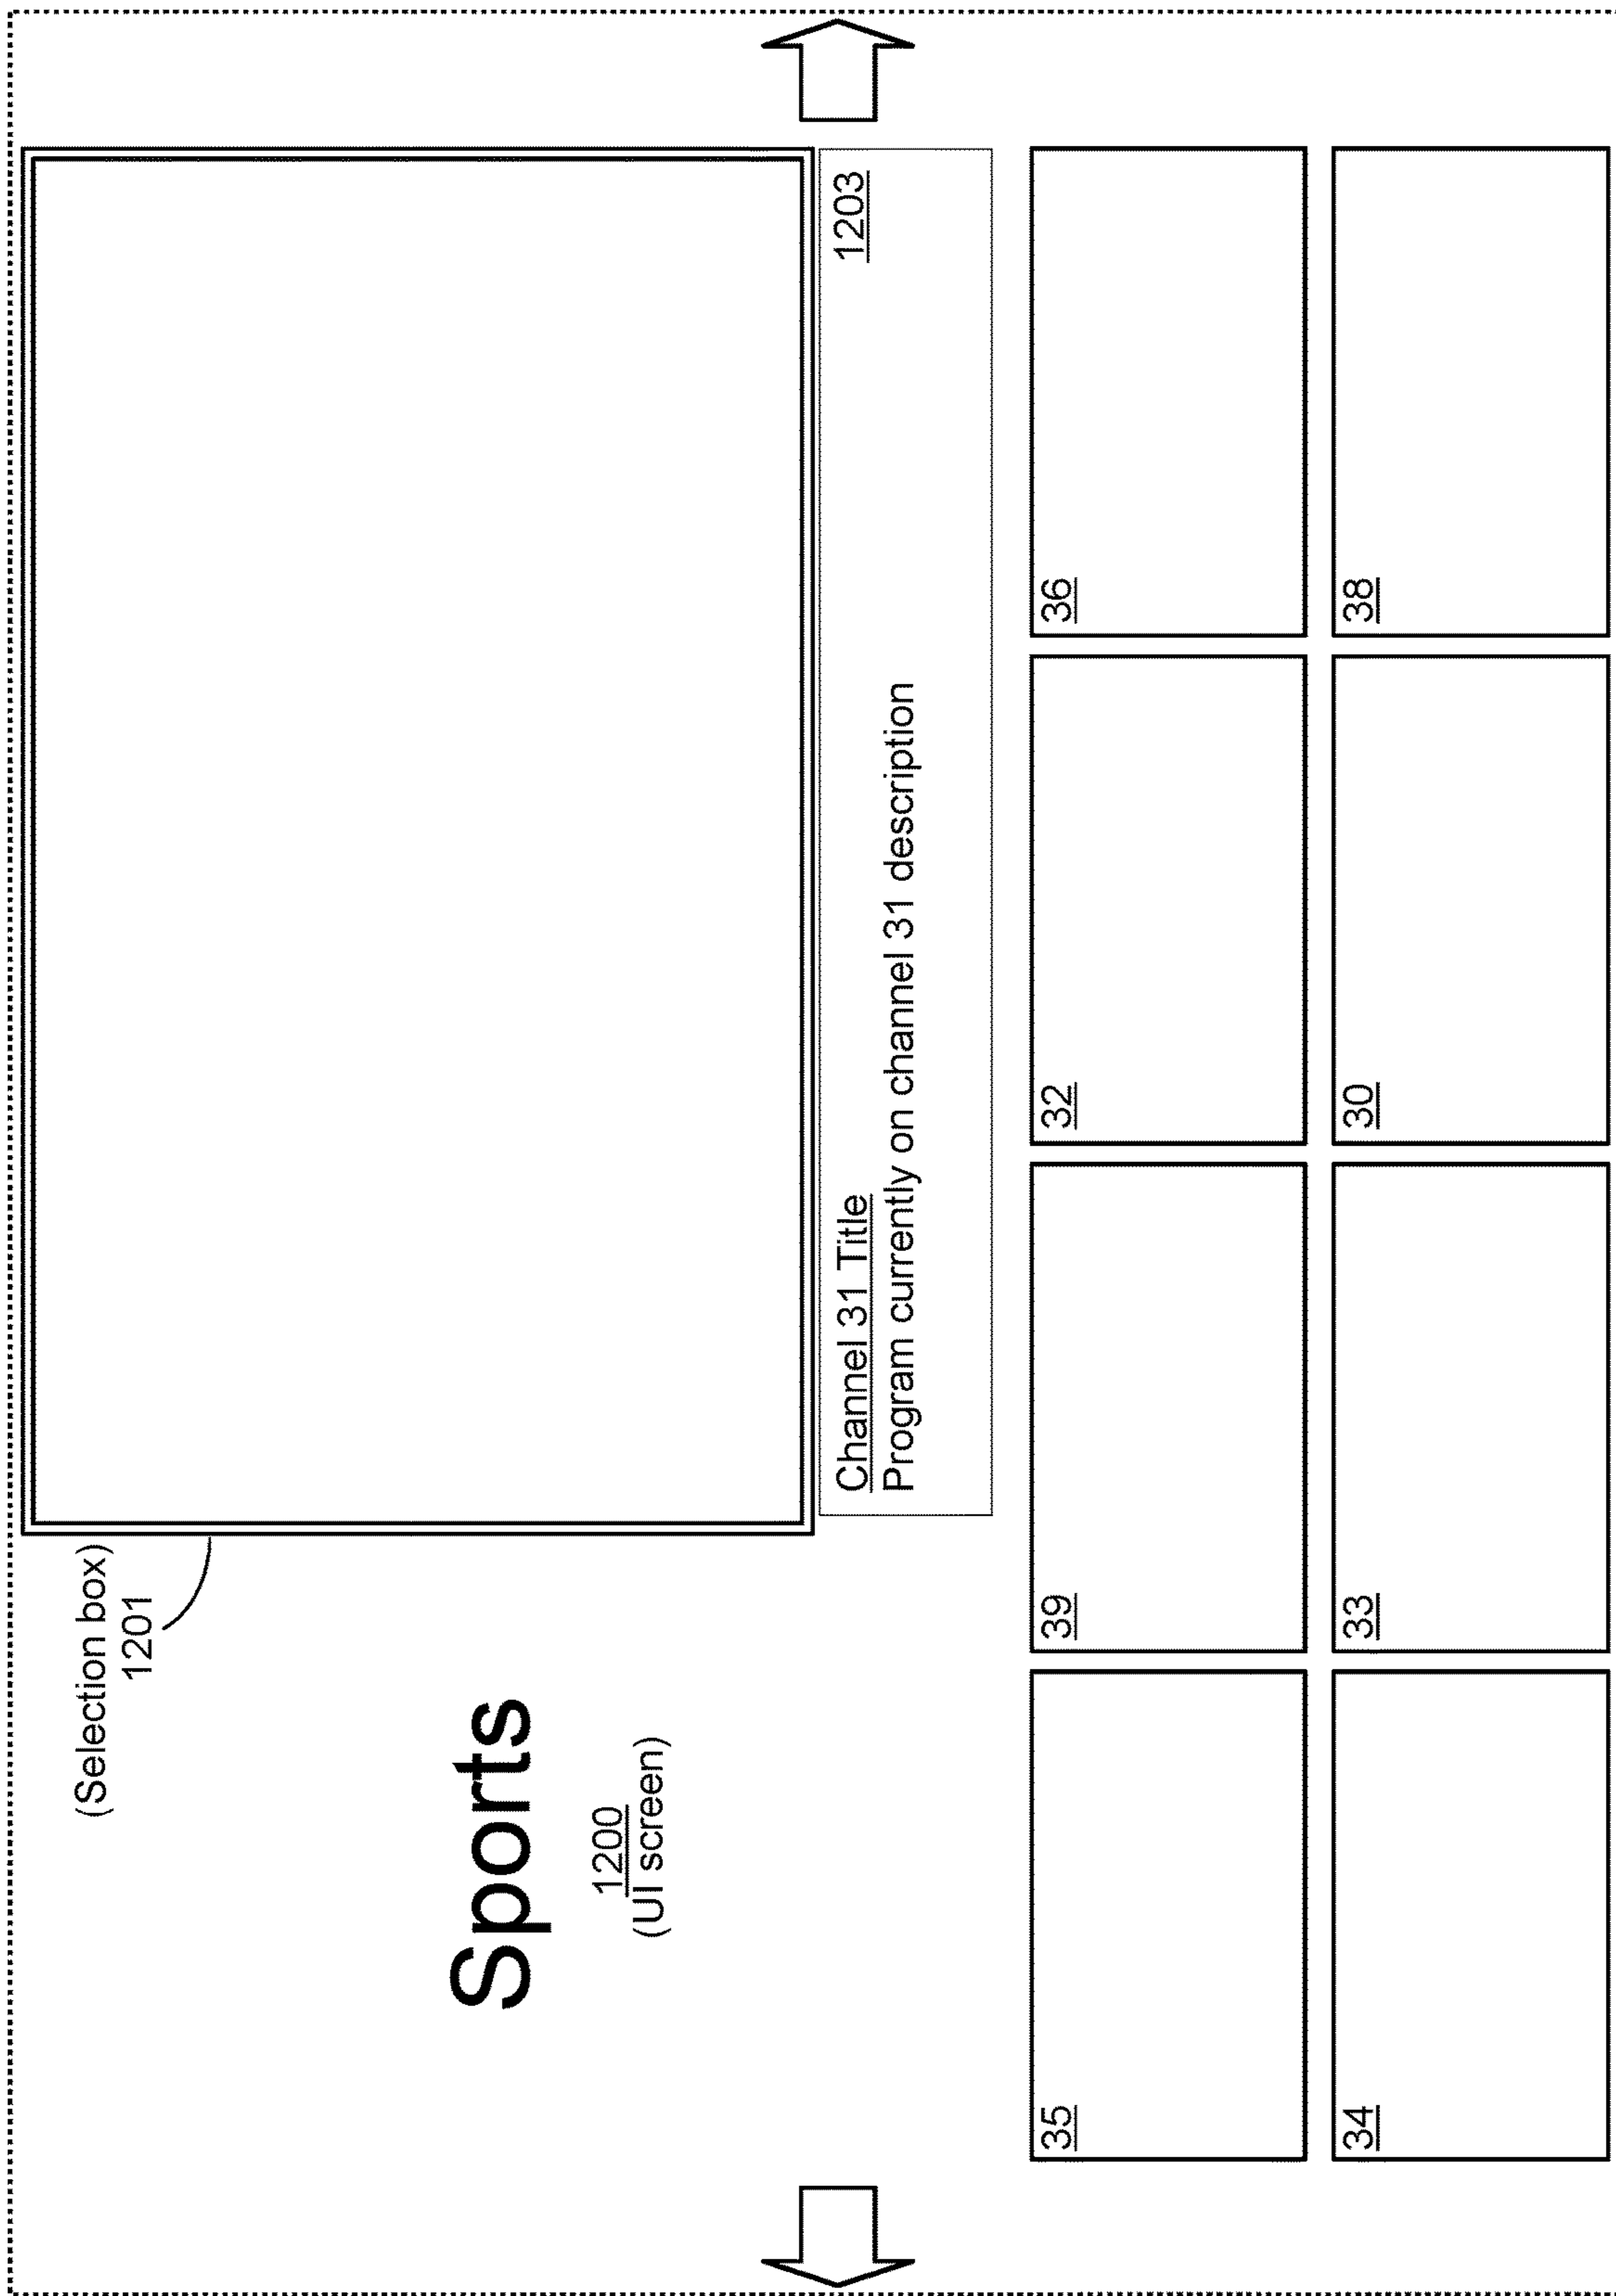 (Selection box)
1201
Sports
1200
(UI screen)
Channel 31 Title
1203
Program currently on channel 31 description
35
39
32
36
34
33
30
38